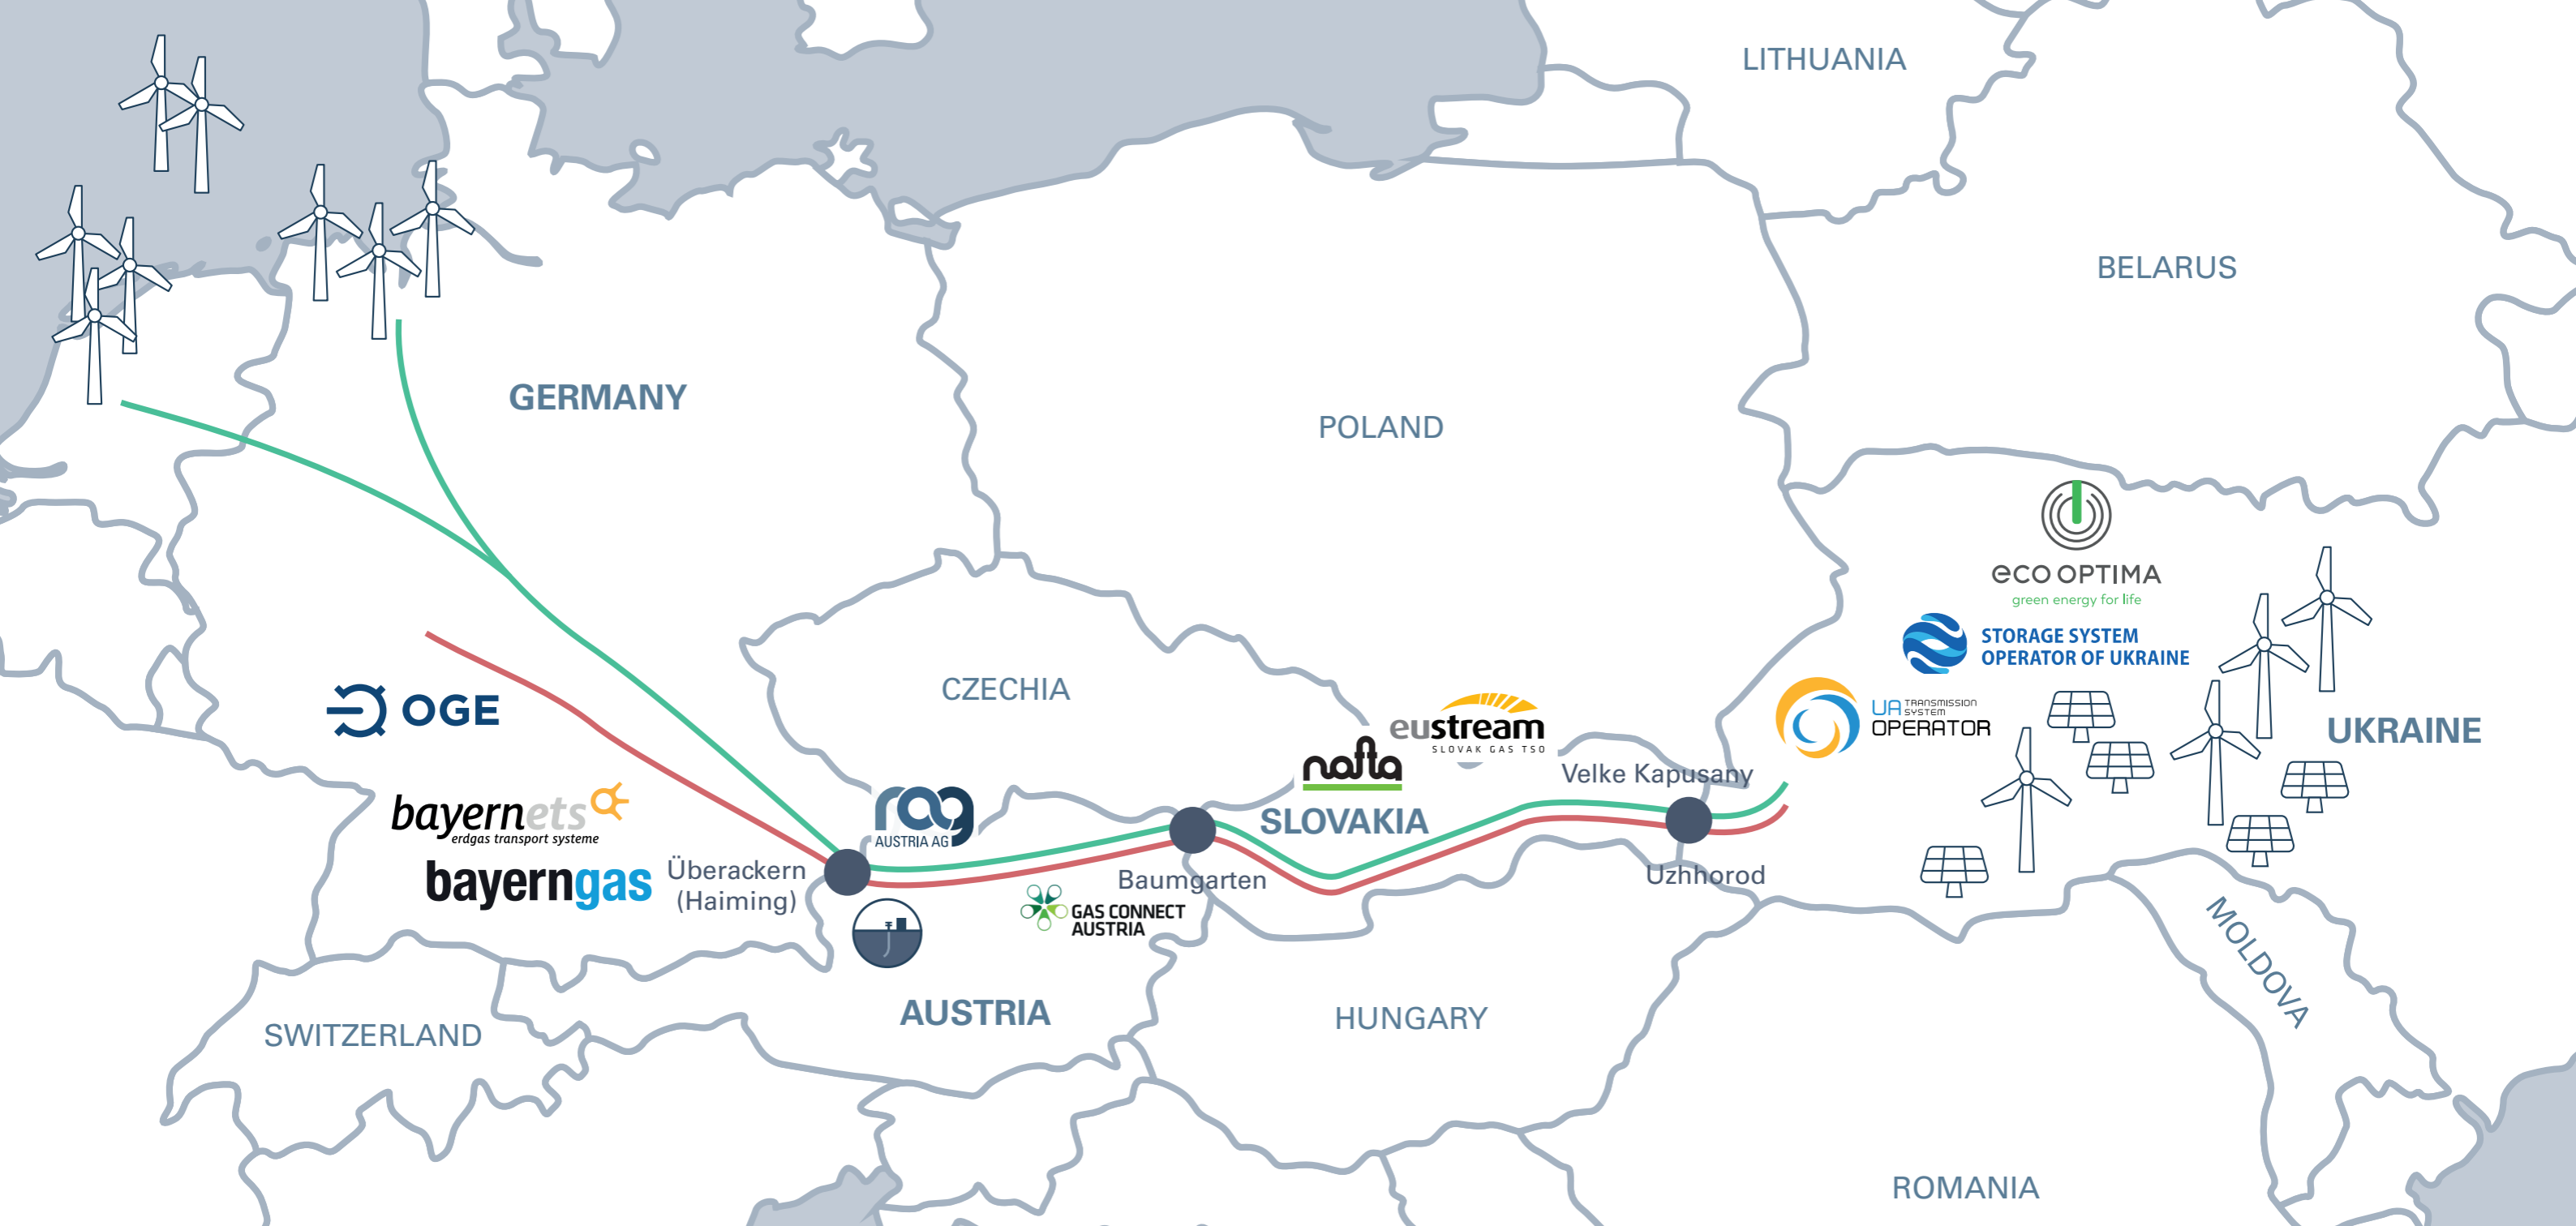 LITHUANIA
BELARUS
GERMANY
POLAND
eco OPTIMA
green energy for life
STORAGE SYSTEM
OPERATOR OF UKRAINE
CZECHIA
OGE
eustream
SLOVAK GAS TSO
UA TRANSMISSION
SYSTEM
OPERATOR
UKRAINE
nafta
Velke Kapusany
bayernets
erdgas transport systeme
rag
AUSTRIA AG
SLOVAKIA
bayerngas
Überackern
(Haiming)
Baumgarten
Uzhhorod
GAS CONNECT
AUSTRIA
MOLDOVA
AUSTRIA
HUNGARY
SWITZERLAND
ROMANIA